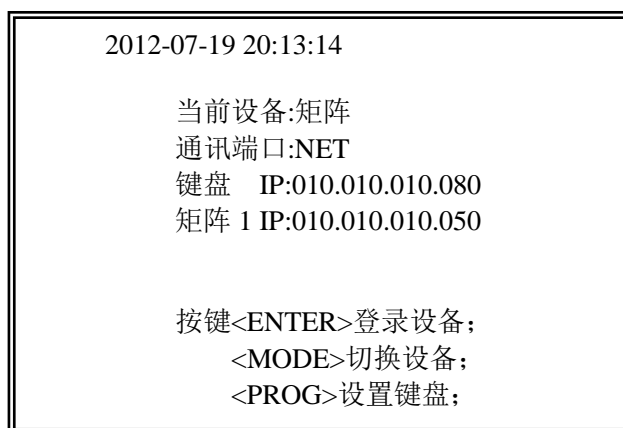 2012-07-19 20:13:14
当前设备:矩阵
通讯端口:NET
键盘 IP:010.010.010.080
矩阵 1 IP:010.010.010.050
按键<ENTER>登录设备；
<MODE>切换设备；
<PROG>设置键盘；